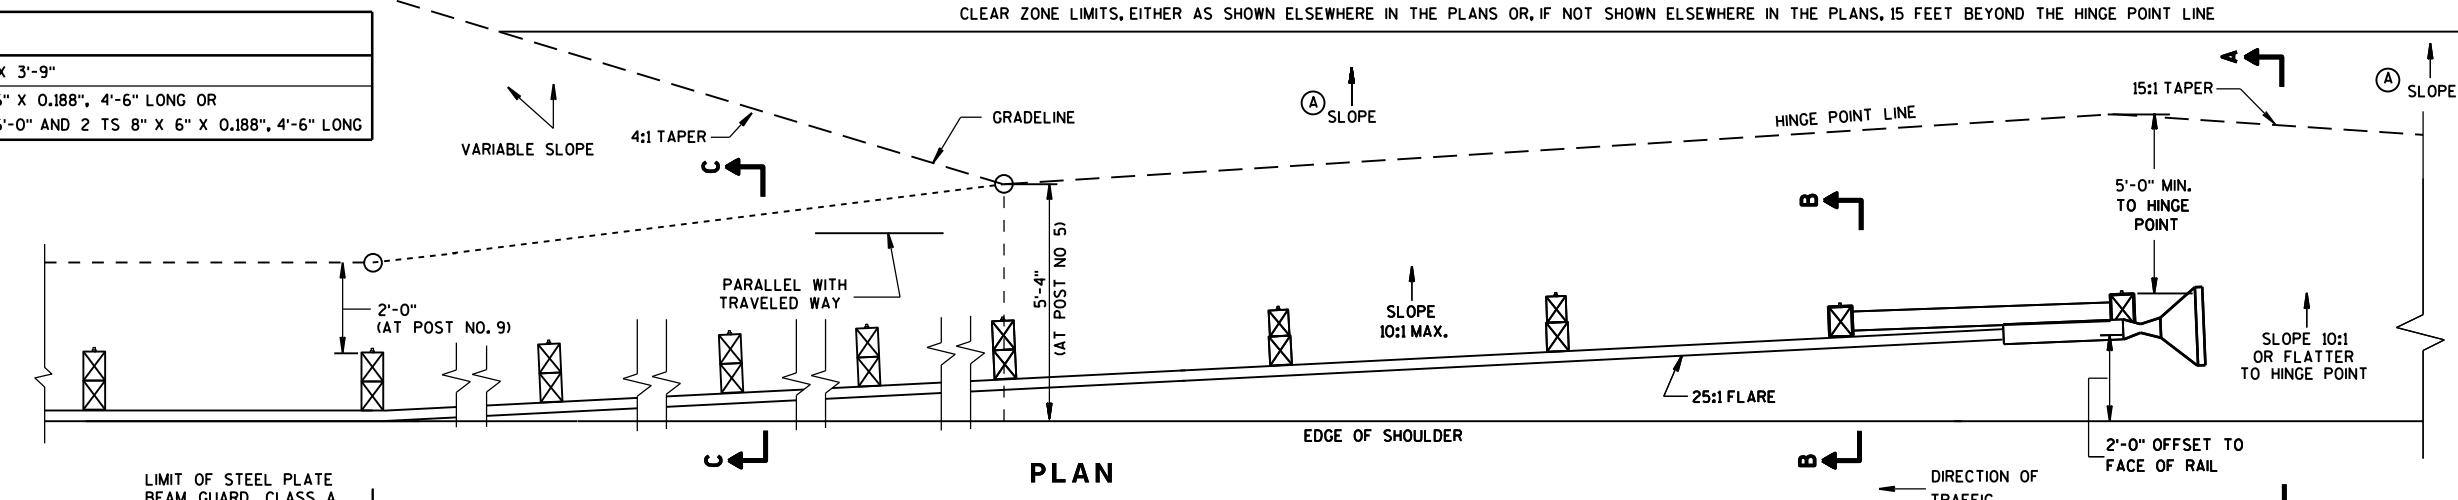 CLEAR ZONE LIMITS, EITHER AS SHOWN ELSEWHERE IN THE PLANS OR, IF NOT SHOWN ELSEWHERE IN THE PLANS, 15 FEET BEYOND THE HINGE POINT LINE
X 3'-9"
6" X 0.188", 4'-6" LONG OR
6'-0" AND 2 TS 8" X 6" X 0.188", 4'-6" LONG
VARIABLE SLOPE
4:1 TAPER
GRADELINE
A
SLOPE
HINGE POINT LINE
15:1 TAPER
A
A
SLOPE
C
B
5'-0" MIN.
TO HINGE
POINT
PARALLEL WITH
TRAVELED WAY
2'-0"
(AT POST NO. 9)
5'-4"
(AT POST NO 5)
SLOPE
10:1 MAX.
SLOPE 10:1
OR FLATTER
TO HINGE POINT
25:1 FLARE
EDGE OF SHOULDER
C
B
2'-0" OFFSET TO
FACE OF RAIL
PLAN
LIMIT OF STEEL PLATE
BEAM GUARD, CLASS A
DIRECTION OF
TRAFFIC